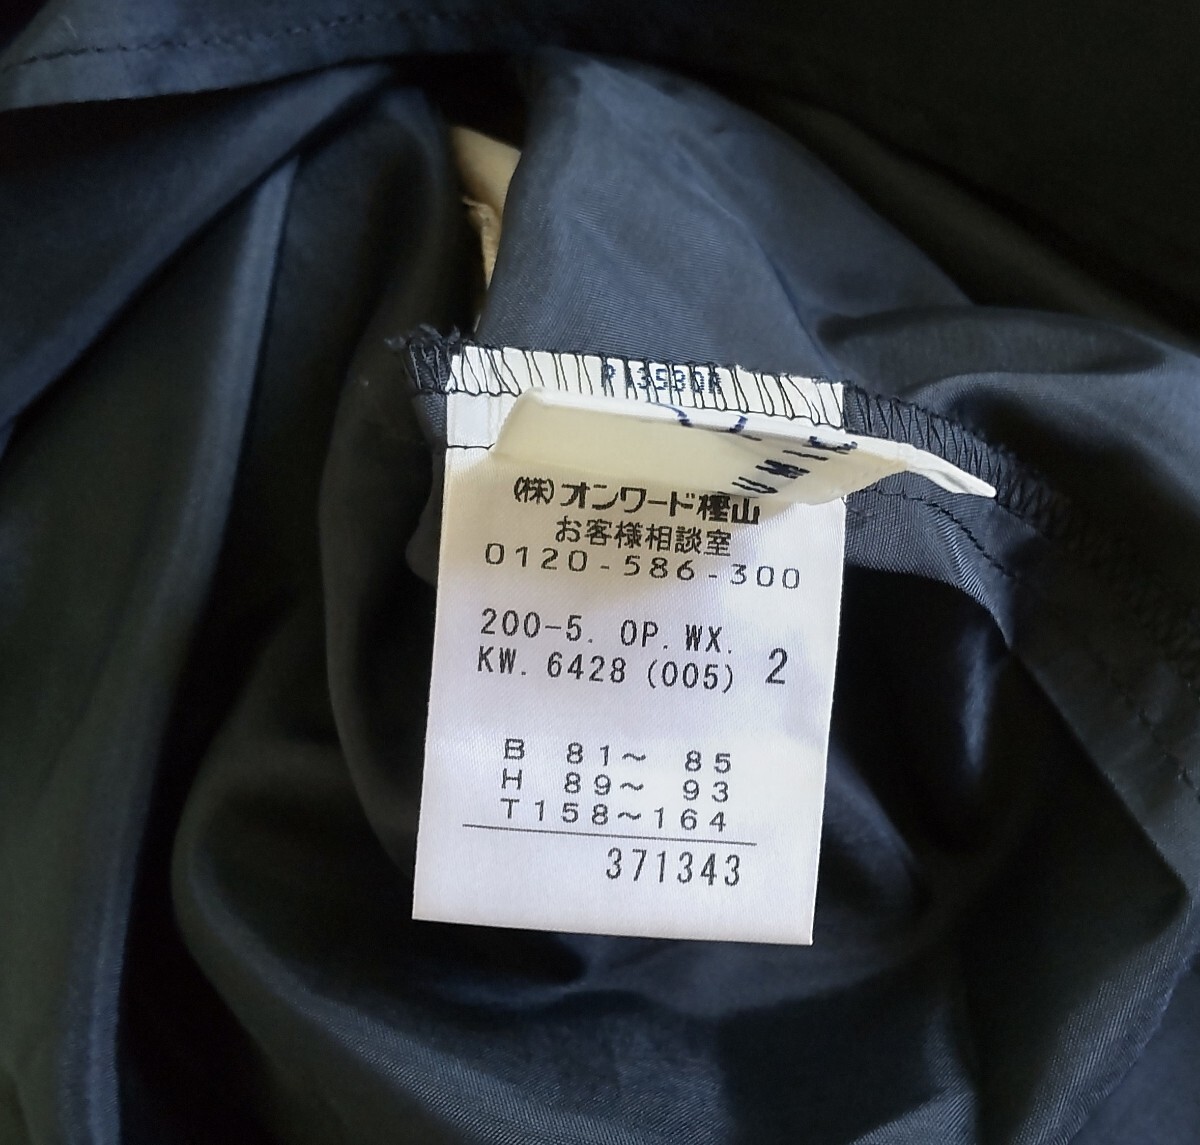 (株)オンワード樫山
お客様相談室
0120-586-300
200-5. OP. WX.
KW. 6428 (005) 2
B 81～ 85
H 89～ 93
T158～164
371343